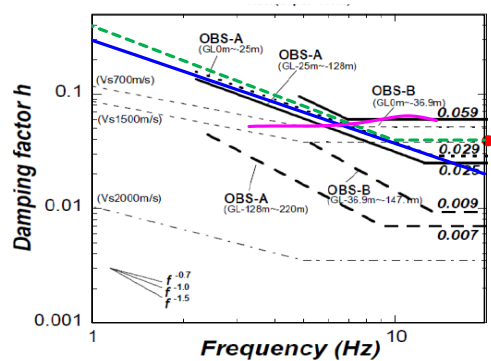 OBS-A
(GL0m~-25m)
OBS-A
(GL-25m~-128m)
OBS-B
(GL0m~-36.9m)
(Vs700m/s)
(Vs1500m/s)
(Vs2000m/s)
0.059
0.029
0.025
0.009
0.007
OBS-A
(GL-128m~-220m)
OBS-B
(GL-36.9m~-147.1m)
f -0.7
f -1.0
f -1.5
0.1
0.01
0.001
1
10
Damping factor h
Frequency (Hz)